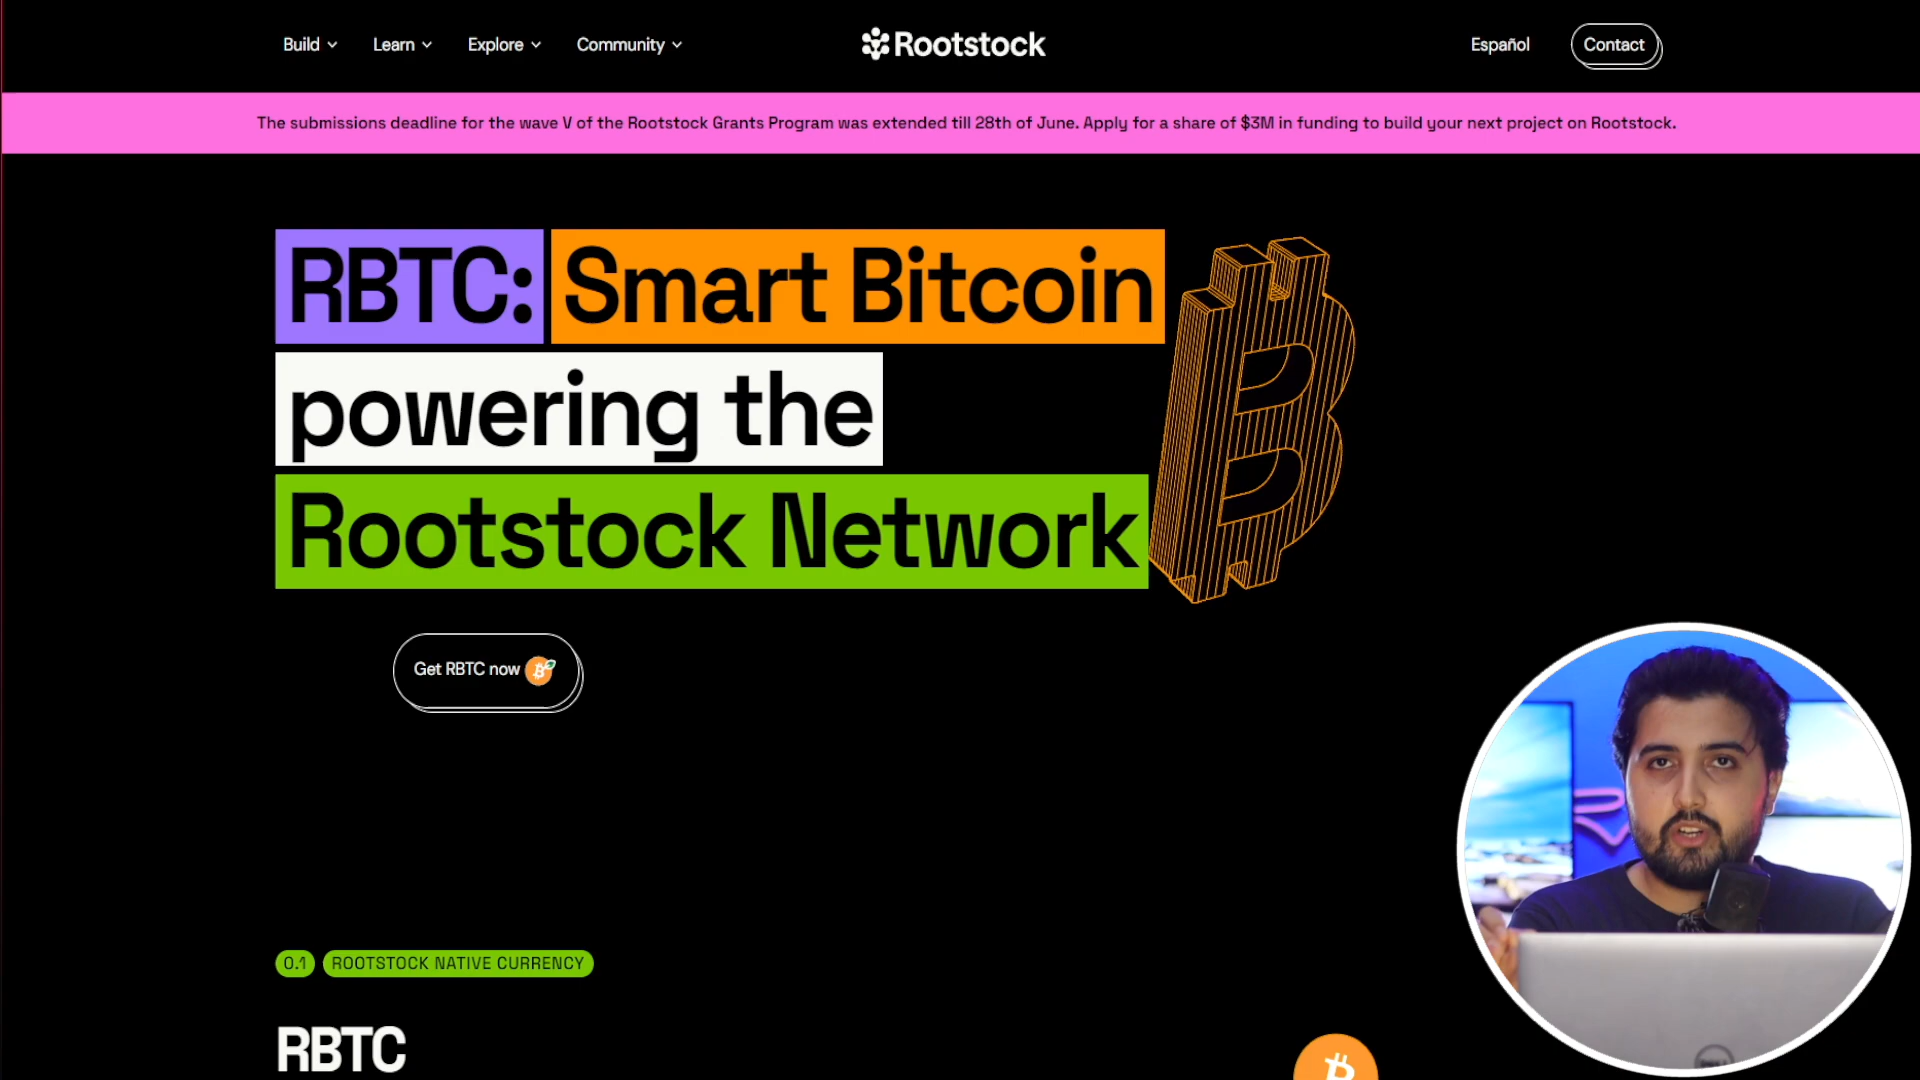 Build
Learn
Explore
Community
Rootstock
Español
Contact
The submissions deadline for the wave V of the Rootstock Grants Program was extended till 28th of June. Apply for a share of $3M in funding to build your next project on Rootstock.
RBTC: Smart Bitcoin
powering the
Rootstock Network
Get RBTC now
0.1 ROOTSTOCK NATIVE CURRENCY
RBTC